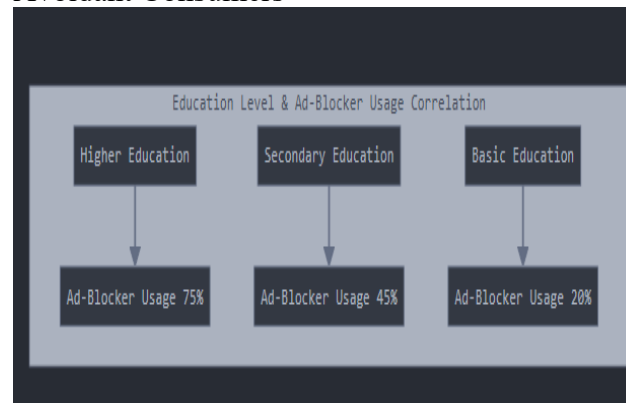 Education Level & Ad-Blocker Usage Correlation
Higher Education
Secondary Education
Basic Education
Ad-Blocker Usage 75%
Ad-Blocker Usage 45%
Ad-Blocker Usage 20%